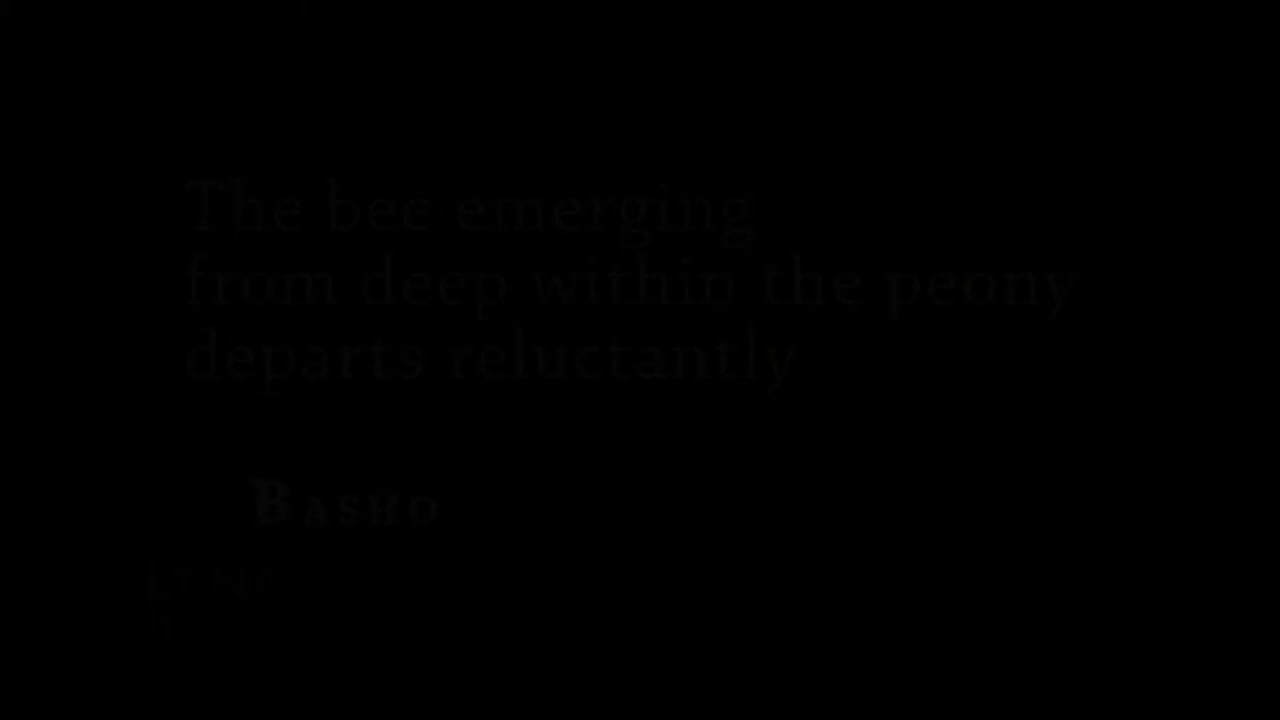 The bee emerging
from deep within the peony
departs reluctantly
BASHO